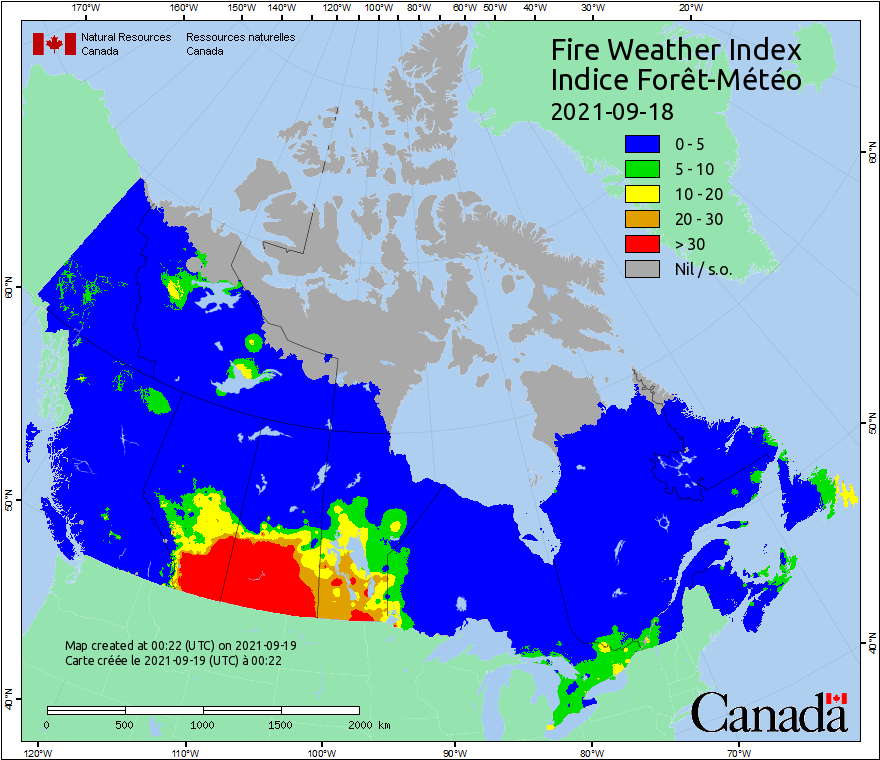 170°W 160°W 150°W 140°W 130°W 120°W 110°W 100°W 90°W 80°W 70°W 60°W 50°W 40°W 30°W 20°W
Natural Resources Ressources naturelles
Canada Canada
Fire Weather Index
Indice Forêt-Météo
2021-09-18
0 - 5
5 - 10
10 - 20
20 - 30
> 30
Nil / s.o.
60°N
60°N
50°N
50°N
40°N
40°N
Map created at 00:22 (UTC) on 2021-09-19
Carte créée le 2021-09-19 (UTC) à 00:22
0 500 1000 1500 2000 km
Canada
120°W 110°W 100°W 90°W 80°W 70°W